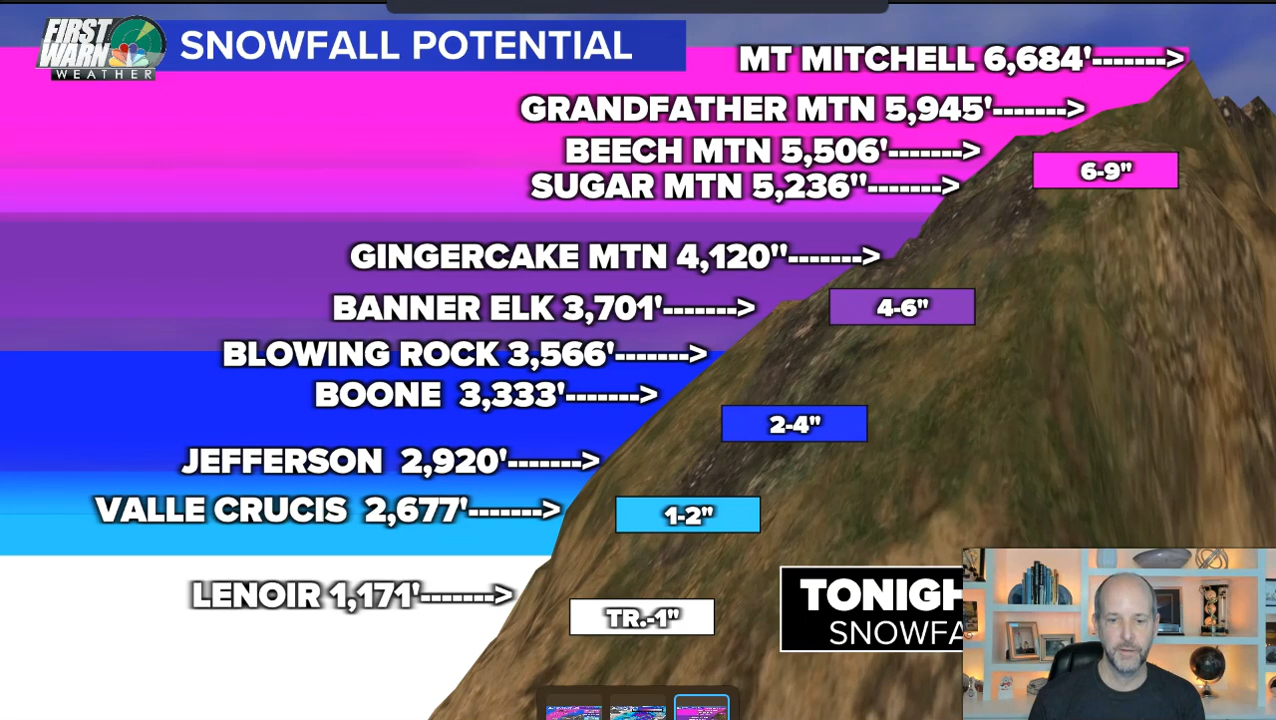 FIRST
WARN
WEATHER
SNOWFALL POTENTIAL
MT MITCHELL 6,684'------->
GRANDFATHER MTN 5,945'------->
BEECH MTN 5,506'------->
SUGAR MTN 5,236"------->
6-9"
GINGERCAKE MTN 4,120"------->
BANNER ELK 3,701'------->
4-6"
BLOWING ROCK 3,566'------->
BOONE 3,333'------->
2-4"
JEFFERSON 2,920'------->
VALLE CRUCIS 2,677'------->
1-2"
LENOIR 1,171'------->
TR.-1"
TONIGH
SNOWFA